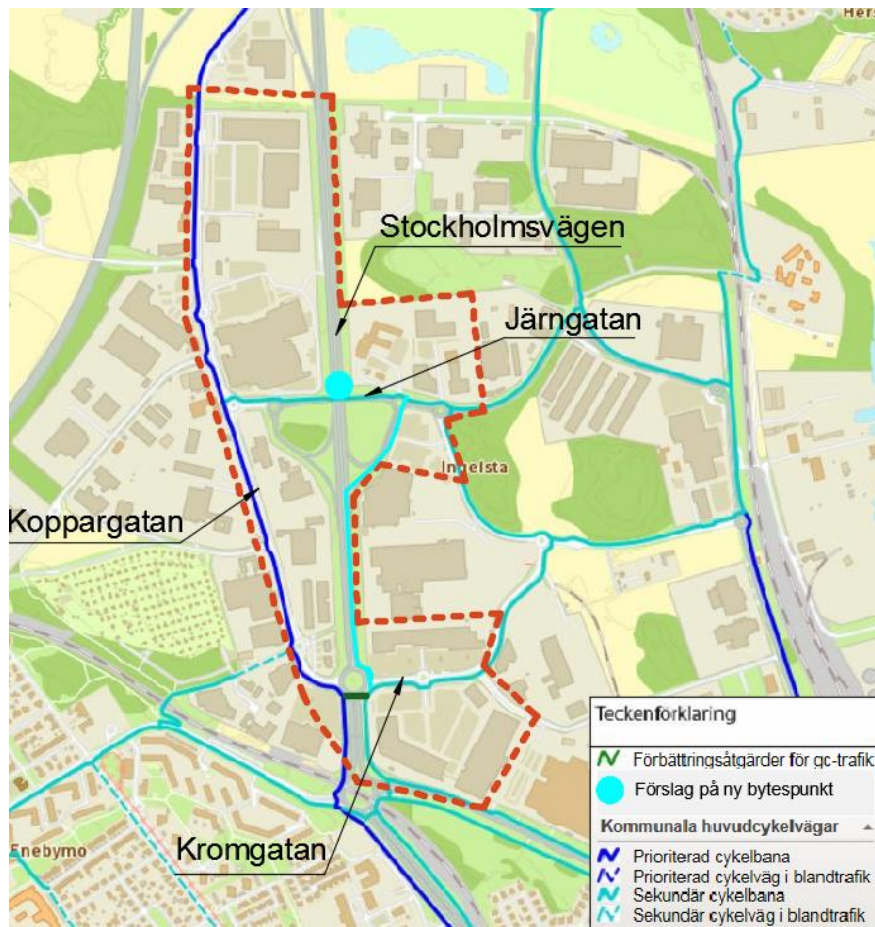 Hers
Stockholmsvägen
Järngatan
Ingelsta
Koppargatan
Kromgatan
Enebymo
Teckenförklaring
Förbättringsåtgärder för gc-trafik
Förslag på ny bytespunkt
Kommunala huvudcykelvägar
Prioriterad cykelbana
Prioriterad cykelväg i blandtrafik
Sekundär cykelbana
Sekundär cykelväg i blandtrafik